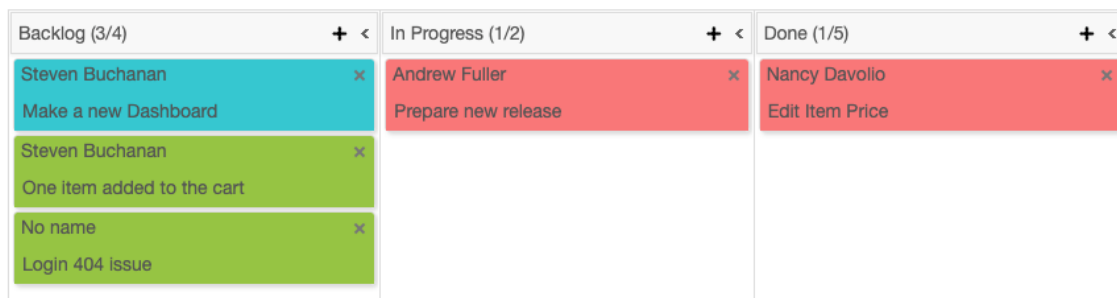 Backlog (3/4)
Steven Buchanan
Make a new Dashboard
Steven Buchanan
One item added to the cart
No name
Login 404 issue
In Progress (1/2)
Andrew Fuller
Prepare new release
Done (1/5)
Nancy Davolio
Edit Item Price